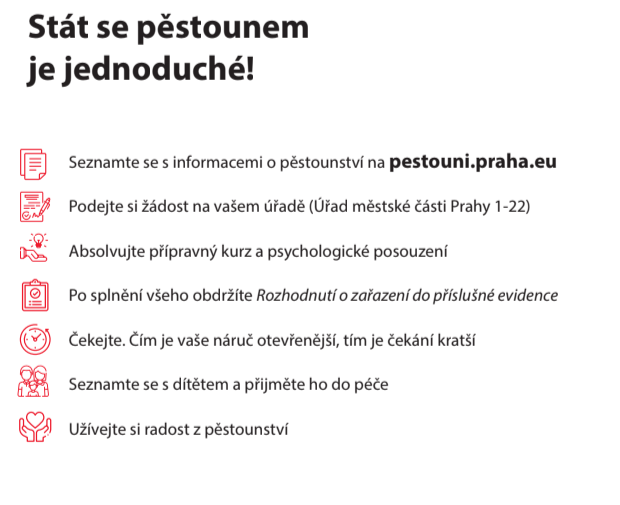 Stát se pěstounem
je jednoduché!
Seznamte se s informacemi o pěstounství na pestouni.praha.eu
Podejte si žádost na vašem úřadě (Úřad městské části Prahy 1-22)
Absolvujte přípravný kurz a psychologické posouzení
Po splnění všeho obdržíte Rozhodnutí o zařazení do příslušné evidence
Čekejte. Čím je vaše náruč otevřenější, tím je čekání kratší
Seznamte se s dítětem a přijměte ho do péče
Užívejte si radost z pěstounství